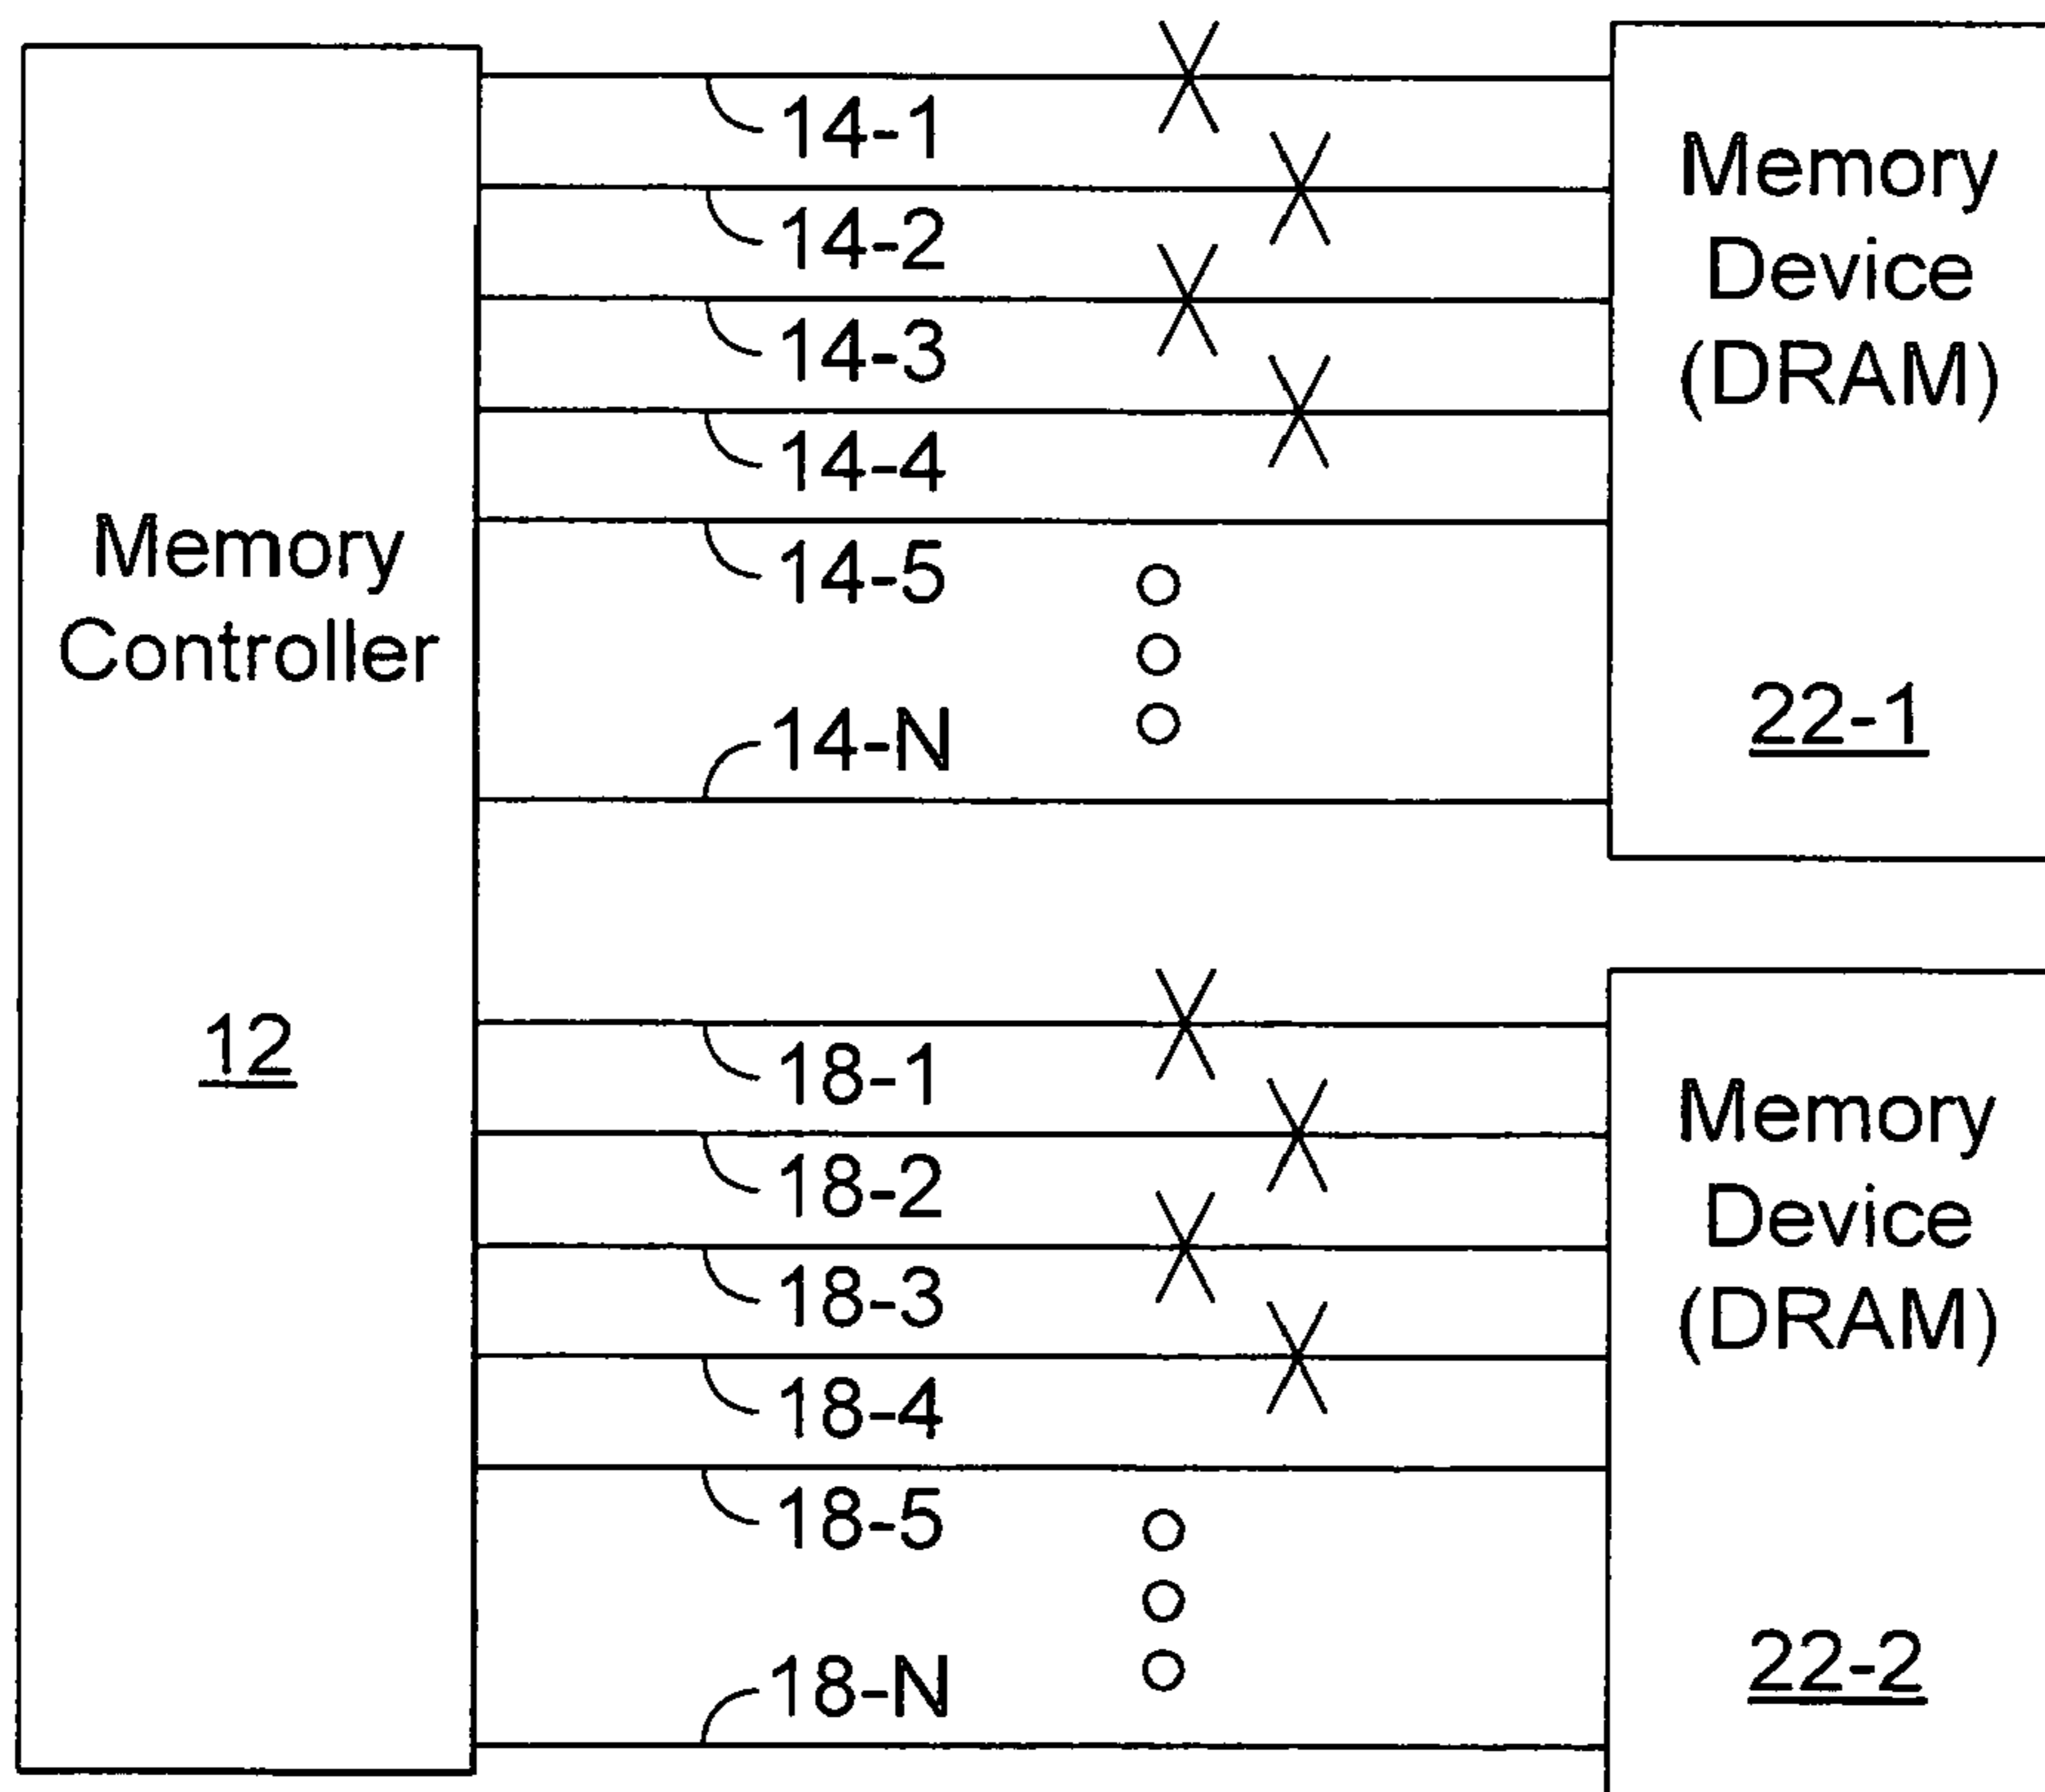 Memory
Controller
12
14-1
14-2
14-3
14-4
14-5
14-N
Memory
Device
(DRAM)
22-1
18-1
18-2
18-3
18-4
18-5
18-N
Memory
Device
(DRAM)
22-2